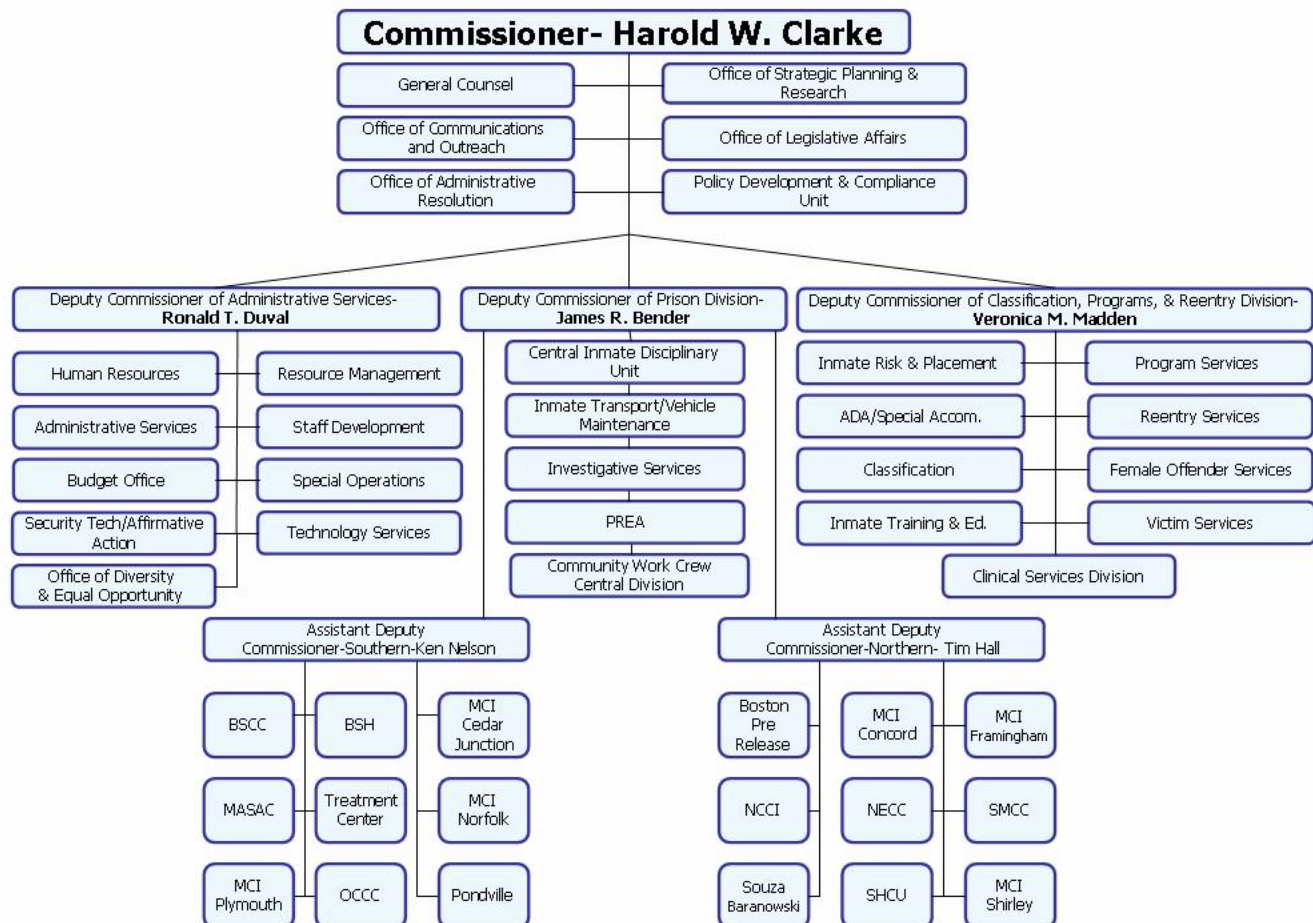 Commissioner- Harold W. Clarke
General Counsel
Office of Strategic Planning &
Research
Office of Communications
and Outreach
Office of Legislative Affairs
Office of Administrative
Resolution
Policy Development & Compliance
Unit
Deputy Commissioner of Administrative Services-
Ronald T. Duval
Human Resources
Resource Management
Administrative Services
Staff Development
Budget Office
Special Operations
Security Tech/Affirmative
Action
Technology Services
Office of Diversity
& Equal Opportunity
Deputy Commissioner of Prison Division-
James R. Bender
Central Inmate Disciplinary
Unit
Inmate Transport/Vehicle
Maintenance
Investigative Services
PREA
Community Work Crew
Central Division
Deputy Commissioner of Classification, Programs, & Reentry Division-
Veronica M. Madden
Inmate Risk & Placement
Program Services
ADA/Special Accom.
Reentry Services
Classification
Female Offender Services
Inmate Training & Ed.
Victim Services
Clinical Services Division
Assistant Deputy
Commissioner-Southern-Ken Nelson
BSCC
BSH
MCI
Cedar
Junction
MASAC
Treatment
Center
MCI
Norfolk
MCI
Plymouth
OCCC
Pondville
Assistant Deputy
Commissioner-Northern- Tim Hall
Boston
Pre
Release
MCI
Concord
MCI
Framingham
NCCI
NECC
SMCC
Souza
Baranowski
SHCU
MCI
Shirley